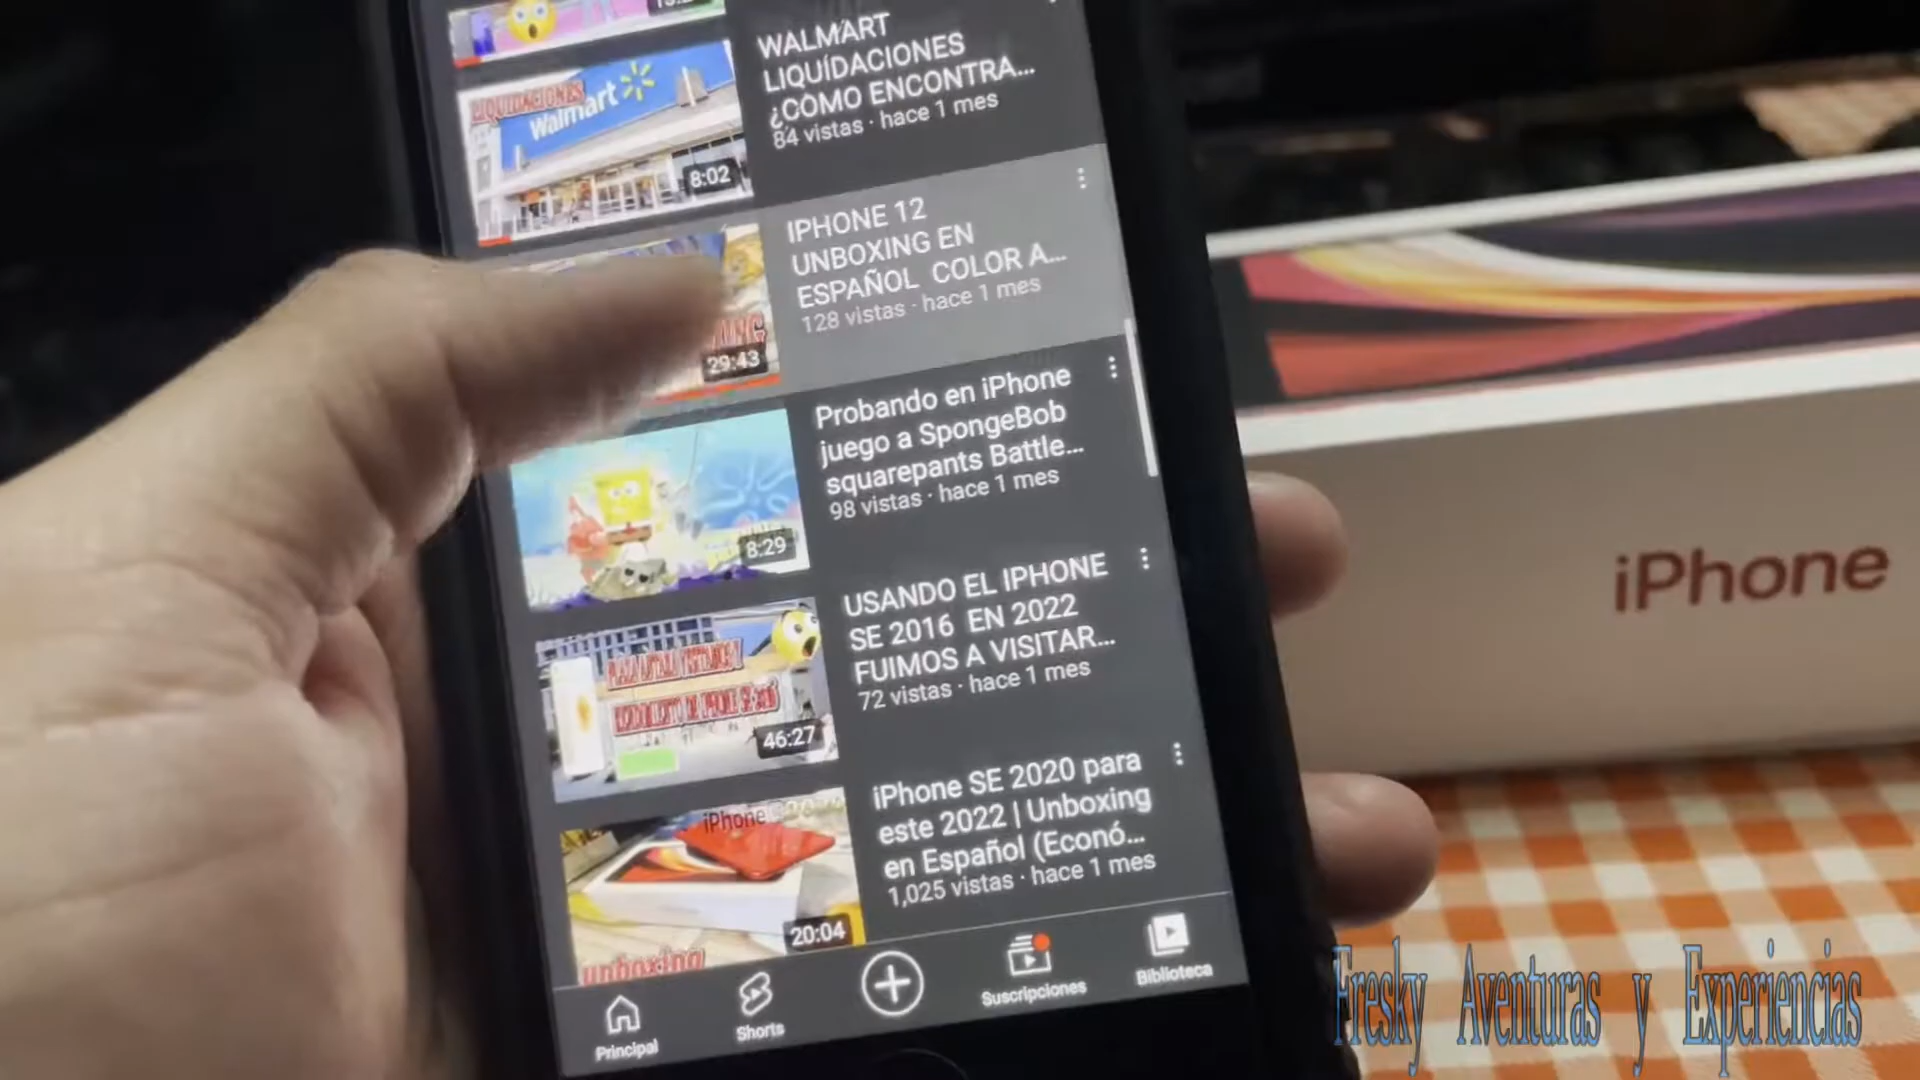 WALMART
LIQUÍDACIONES
¿CÓMO ENCONTRA...
84 vistas · hace 1 mes
LIQUIDACIONES
Walmart
8:02
IPHONE 12
UNBOXING EN
ESPAÑOL COLOR A...
128 vistas · hace 1 mes
29:43
Probando en iPhone
juego a SpongeBob
squarepants Battle...
98 vistas · hace 1 mes
8:29
USANDO EL IPHONE
SE 2016 EN 2022
FUIMOS A VISITAR...
72 vistas · hace 1 mes
46:27
iPhone SE 2020 para
este 2022 | Unboxing
en Español (Econó...
1,025 vistas · hace 1 mes
iPhone
20:04
Unboxing
Principal
Shorts
Suscripciones
Biblioteca
iPhone
Fresky Aventuras y Experiencias